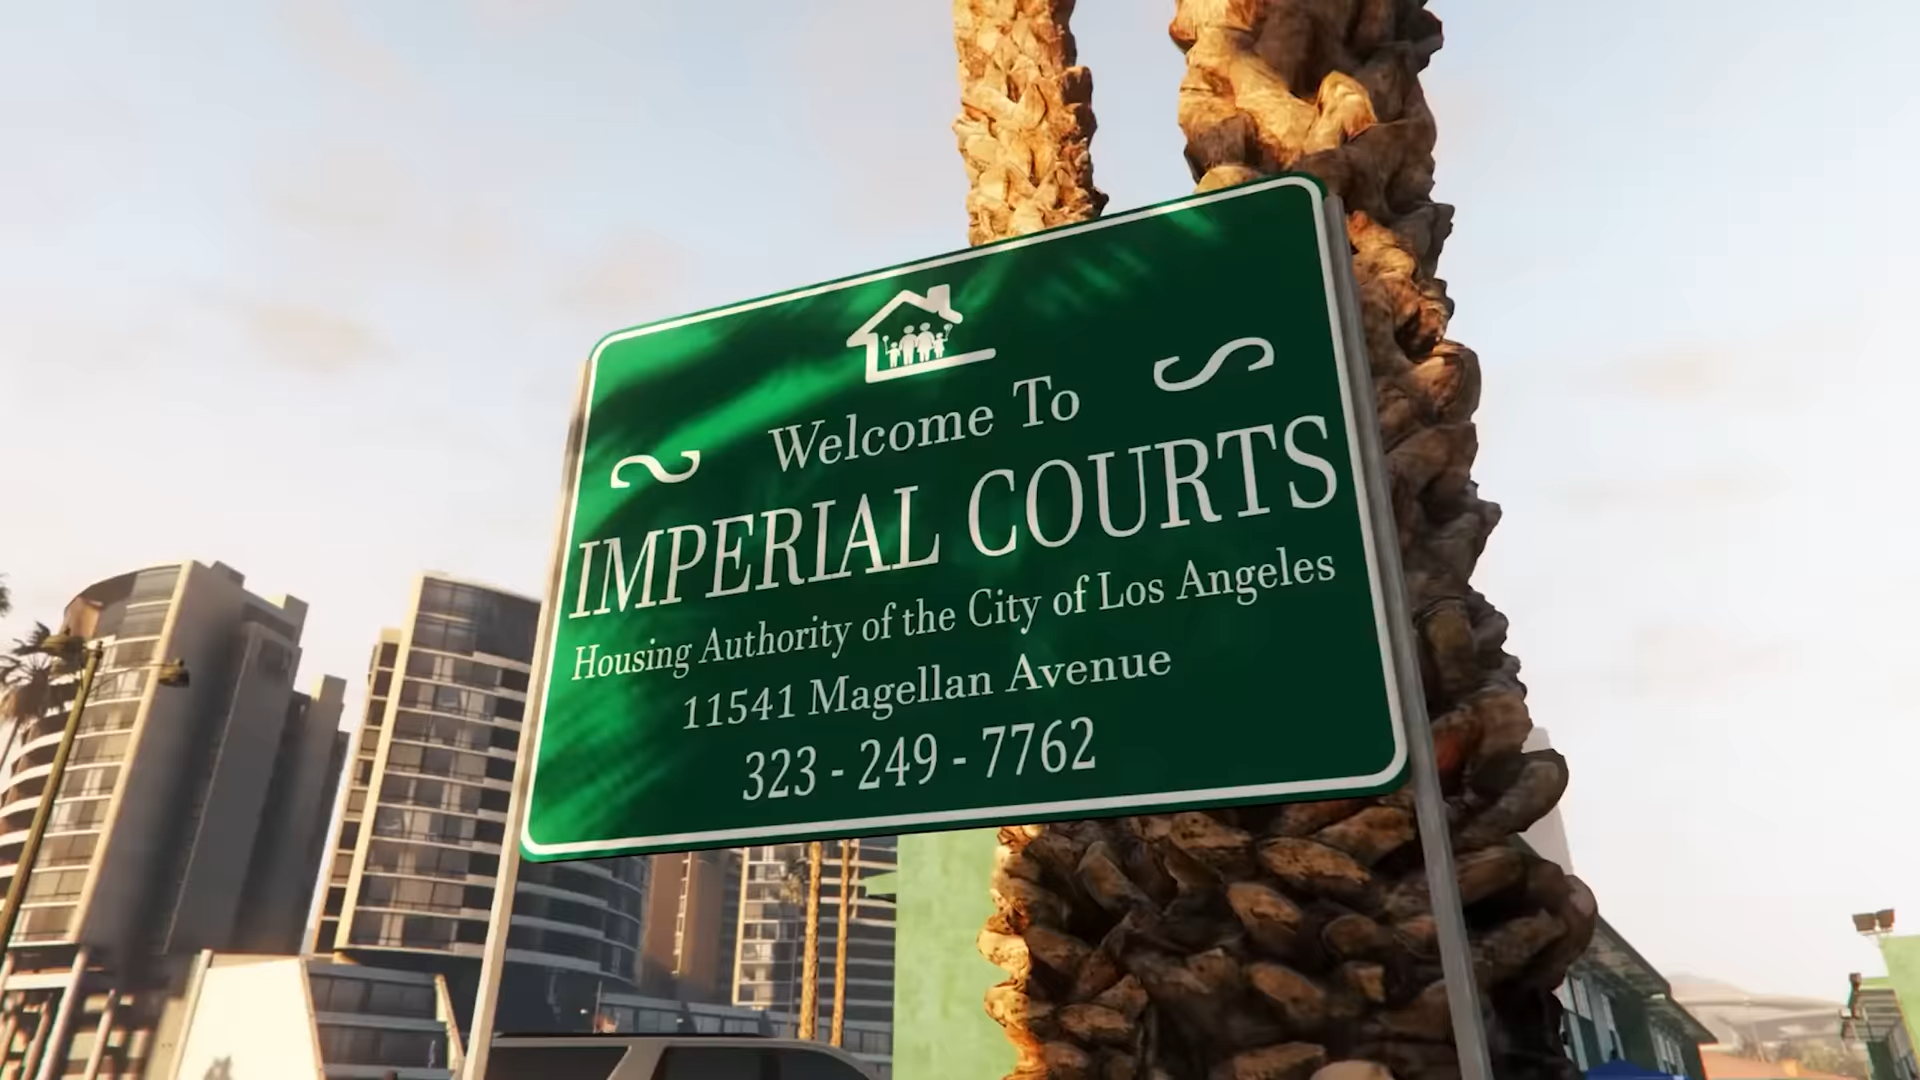 Welcome To
IMPERIAL COURTS
Housing Authority of the City of Los Angeles
11541 Magellan Avenue
323 - 249 - 7762